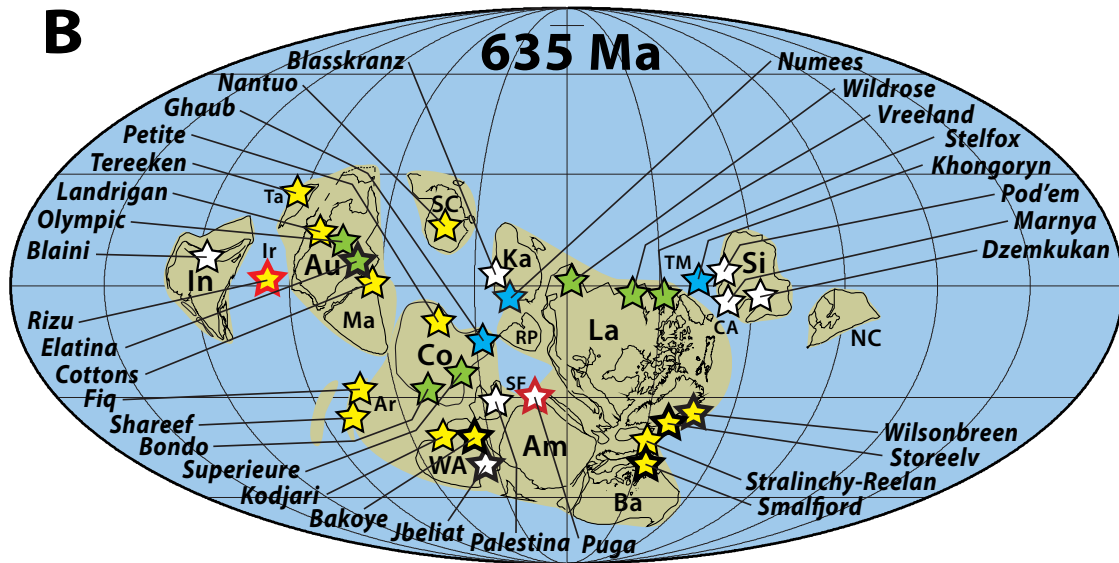 B
635 Ma
Blasskranz
Nantuo
Ghaub
Petite
Tereeken
Landrigan
Olympic
Blaini
Numees
Wildrose
Vreeland
Stelfox
Khongoryn
Pod'em
Marnya
Dzemkukan
Ta
SC
Ir
In
Au
Ka
TM
Si
Ma
RP
La
CA
NC
Co
SF
Ar
Am
WA
Ba
Rizu
Elatina
Cottons
Fiq
Shareef
Bondo
Superieure
Kodjari
Bakoye
Jbeliat
Palestina
Puga
Wilsonbreen
Storeelv
Stralinchy-Reelan
Smalfjord